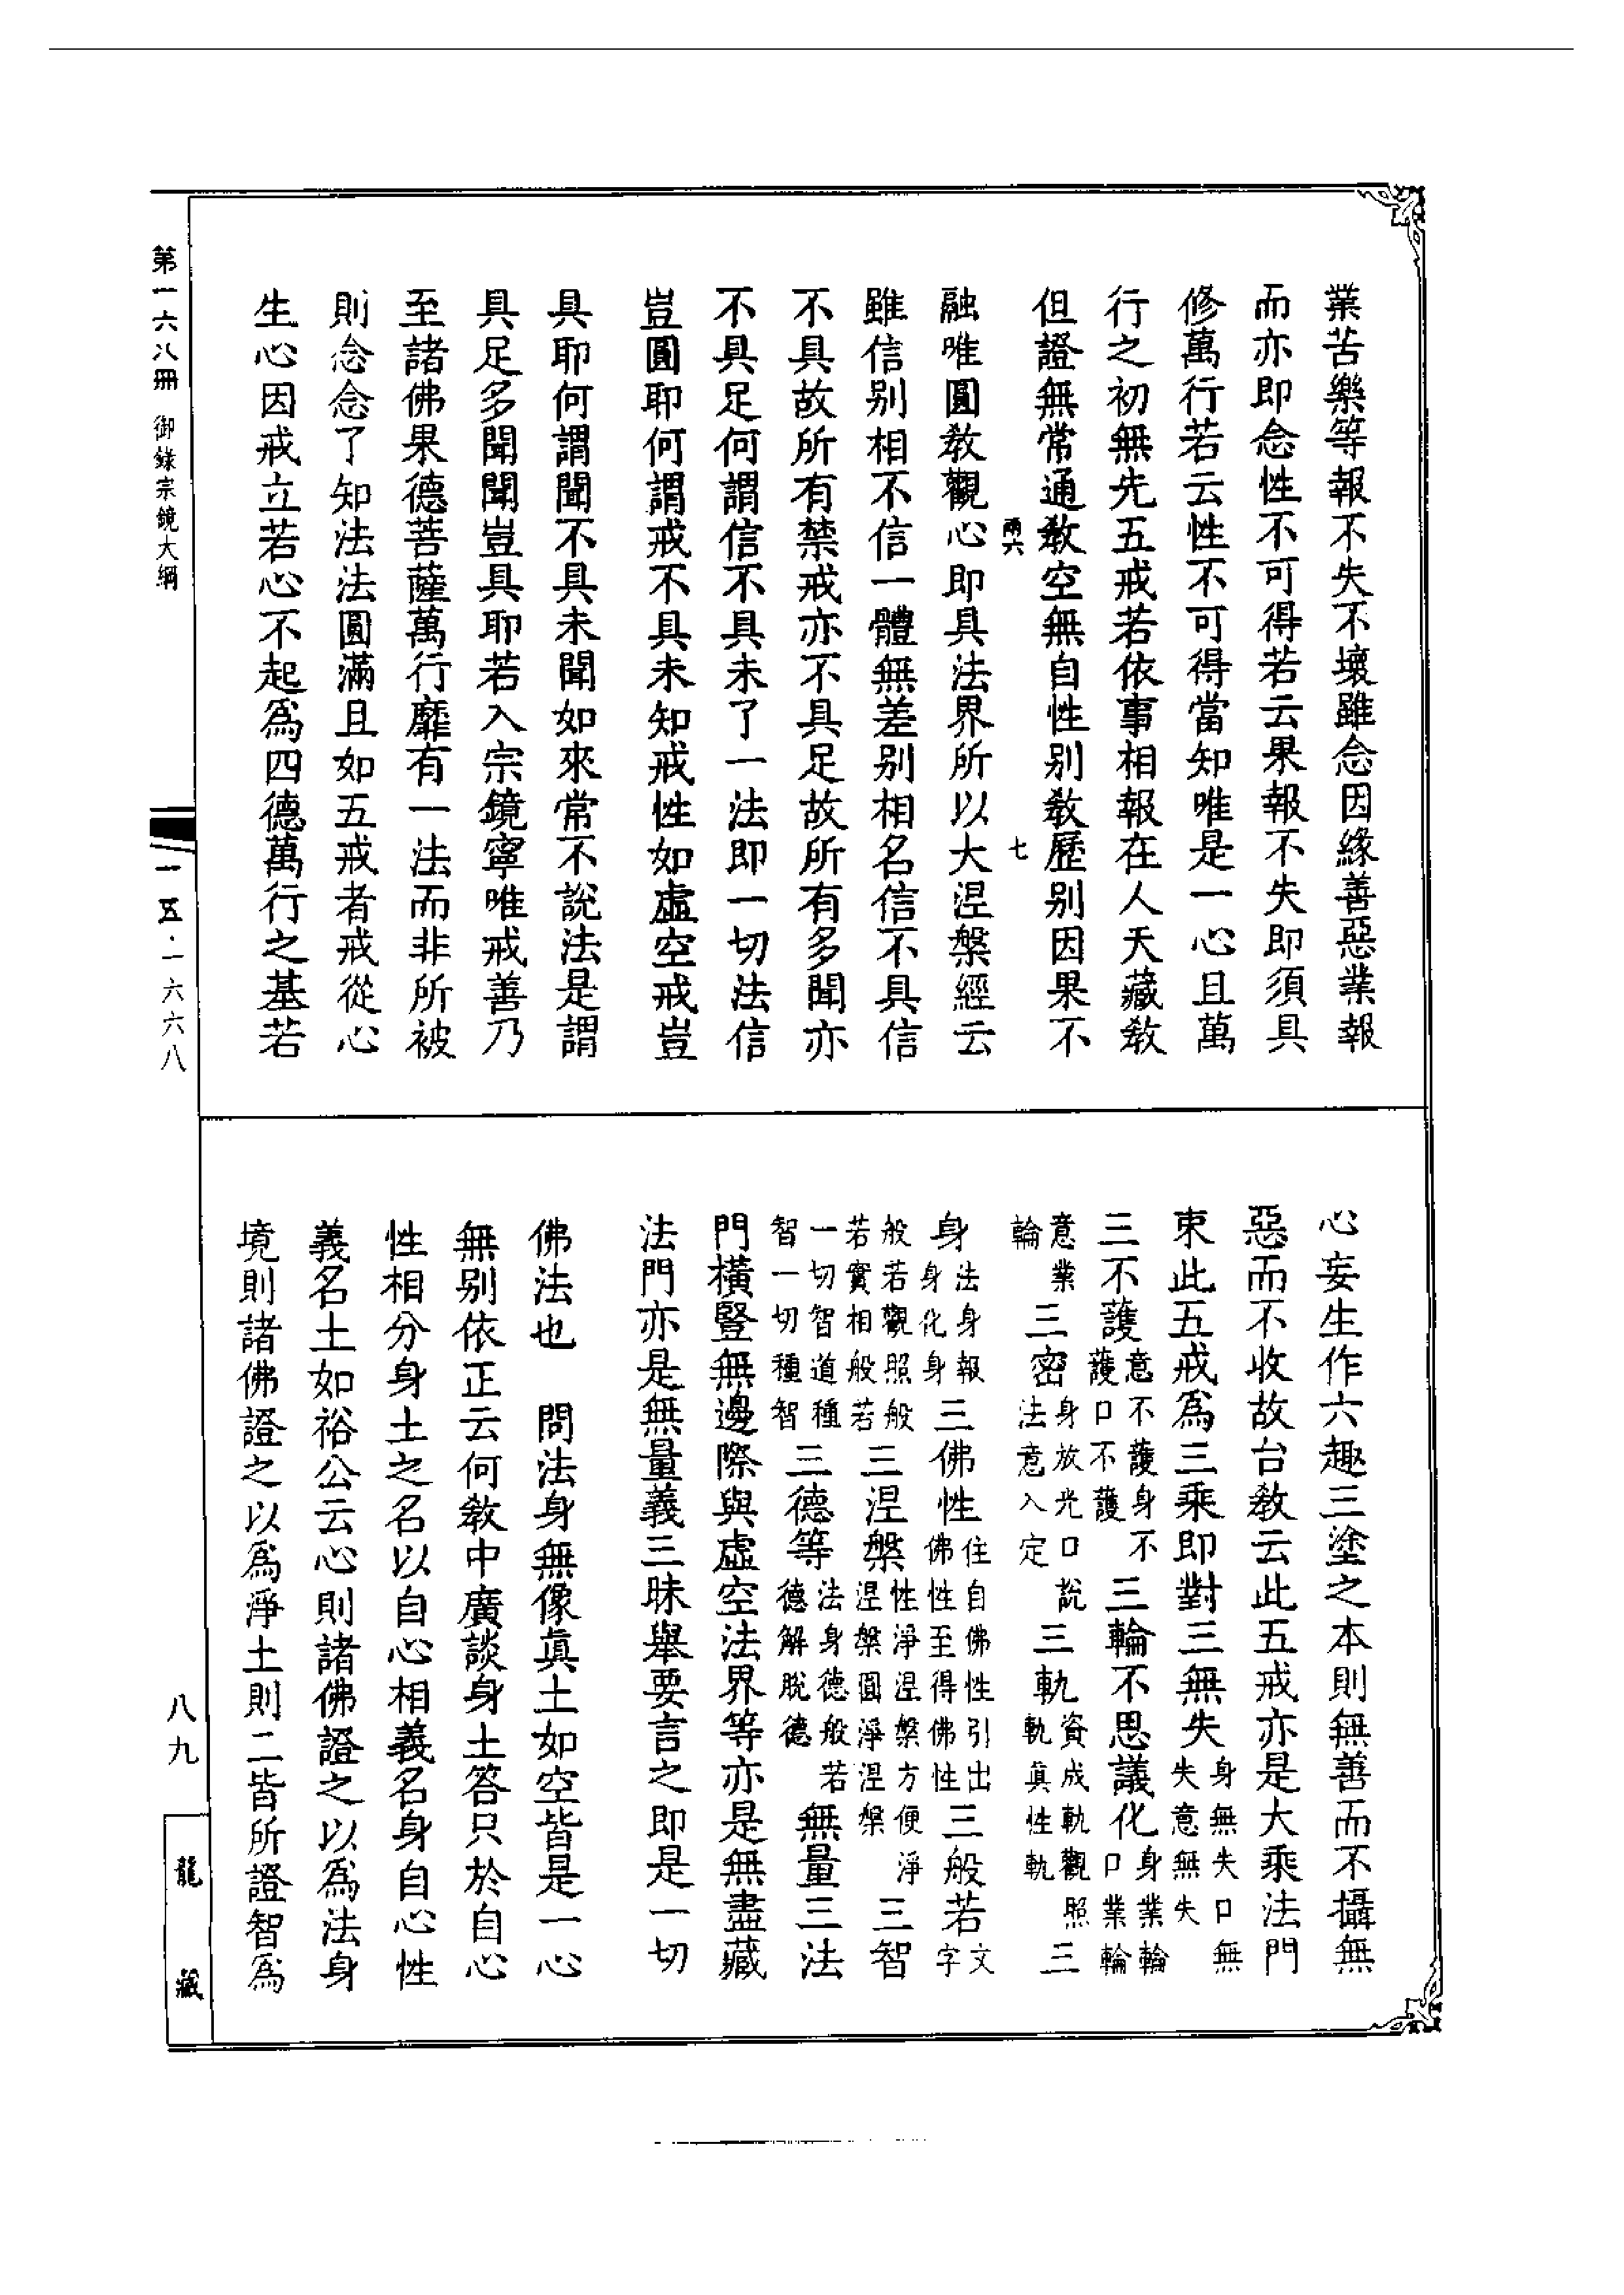 業苦樂等報不失不壞雖念因緣善惡業報
而亦即念性不可得若云果報不失即須具
修萬行若云性不可得當知唯是一心且萬
行之初無先五戒若依事相報在人天藏教
但證無常通教空無自性別教歷別因果不
兩六 七
融唯圓教觀心即具法界所以大涅槃經云
雖信别相不信一體無差别相名信不具信
不具故所有禁戒亦不具足故所有多聞亦
不具足何謂信不具未了一法即一切法信
豈圓耶何謂戒不具未知戒性如虛空戒豈
具耶何謂聞不具未聞如來常不說法是謂
具足多聞聞豈具耶若入宗鏡寧唯戒善乃
至諸佛果德菩薩萬行靡有一法而非所被
則念念了知法法圓滿且如五戒者戒從心
生心因戒立若心不起為四德萬行之基若
心妄生作六趣三塗之本則無善而不攝無
惡而不收故台教云此五戒亦是大乘法門
束此五戒為三乘即對三無失身無失口無失意無失
三不護意不護身不護口不護三輪不思議化身業輪口業輪
意業輪三密身放光口說法意入定三軌資成軌觀照軌真性軌三
身法身報身化身三佛性住自佛性引出佛性至得佛性三般若文字
般若觀照般若實相般若三涅槃性淨涅槃方便淨涅槃圓淨涅槃三智
一切智道種智一切種智三德等法身德般若德解脫德無量三法
門橫豎無邊際與虛空法界等亦是無盡藏
法門亦是無量義三昧舉要言之即是一切
佛法也 問法身無像真土如空皆是一心
無別依正云何教中廣談身土答只於自心
性相分身土之名以自心相義名身自心性
義名土如裕公云心則諸佛證之以為法身
境則諸佛證之以為淨土則二皆所證智為
第一六八冊 御錄宗鏡大綱
一五·一六六八
八九
龍藏